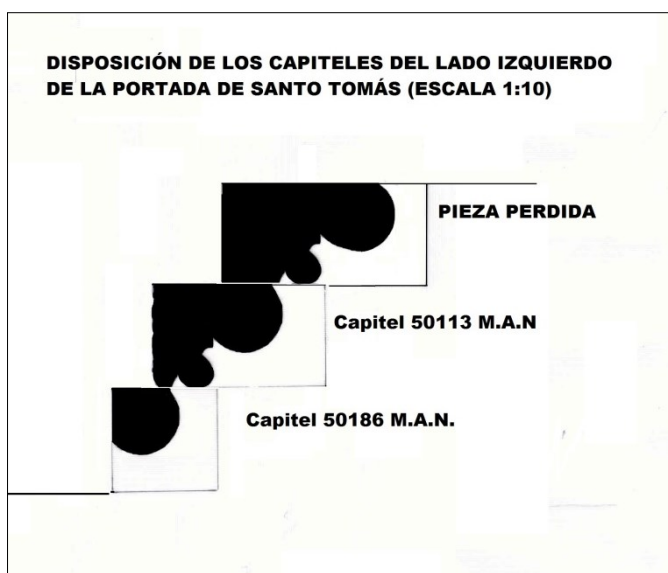 DISPOSICIÓN DE LOS CAPITELES DEL LADO IZQUIERDO
DE LA PORTADA DE SANTO TOMÁS (ESCALA 1:10)
PIEZA PERDIDA
Capitel 50113 M.A.N
Capitel 50186 M.A.N.